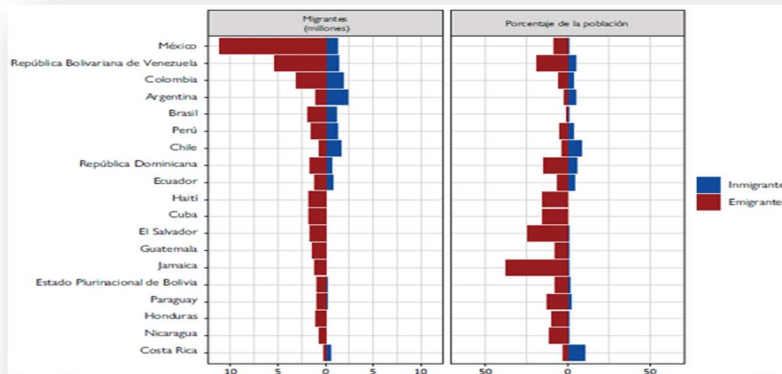 Migrantes
(millones)
Porcentaje de la población
México
República Bolivariana de Venezuela
Colombia
Argentina
Brasil
Perú
Chile
República Dominicana
Ecuador
Haití
Cuba
El Salvador
Guatemala
Jamaica
Estado Plurinacional de Bolivia
Paraguay
Honduras
Nicaragua
Costa Rica
10 5 0 5 10
50 0 50
Inmigrante
Emigrante